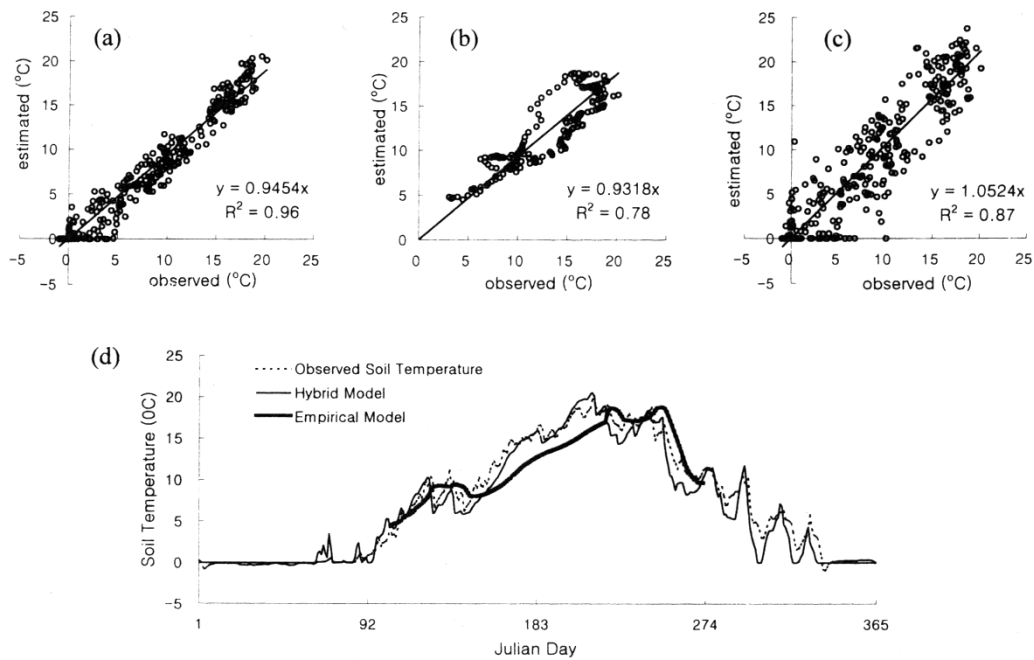 (a)
25
20
15
10
5
0
−5
−5
0
5
10
15
20
25
estimated (°C)
observed (°C)
y = 0.9454x
R² = 0.96
(b)
25
20
15
10
5
0
0
5
10
15
20
25
estimated (°C)
observed (°C)
y = 0.9318x
R² = 0.78
(c)
25
20
15
10
5
0
−5
−5
0
5
10
15
20
25
estimated (°C)
observed (°C)
y = 1.0524x
R² = 0.87
(d)
Observed Soil Temperature
Hybrid Model
Empirical Model
Soil Temperature (0C)
25
20
15
10
5
0
−5
1
92
183
274
365
Julian Day